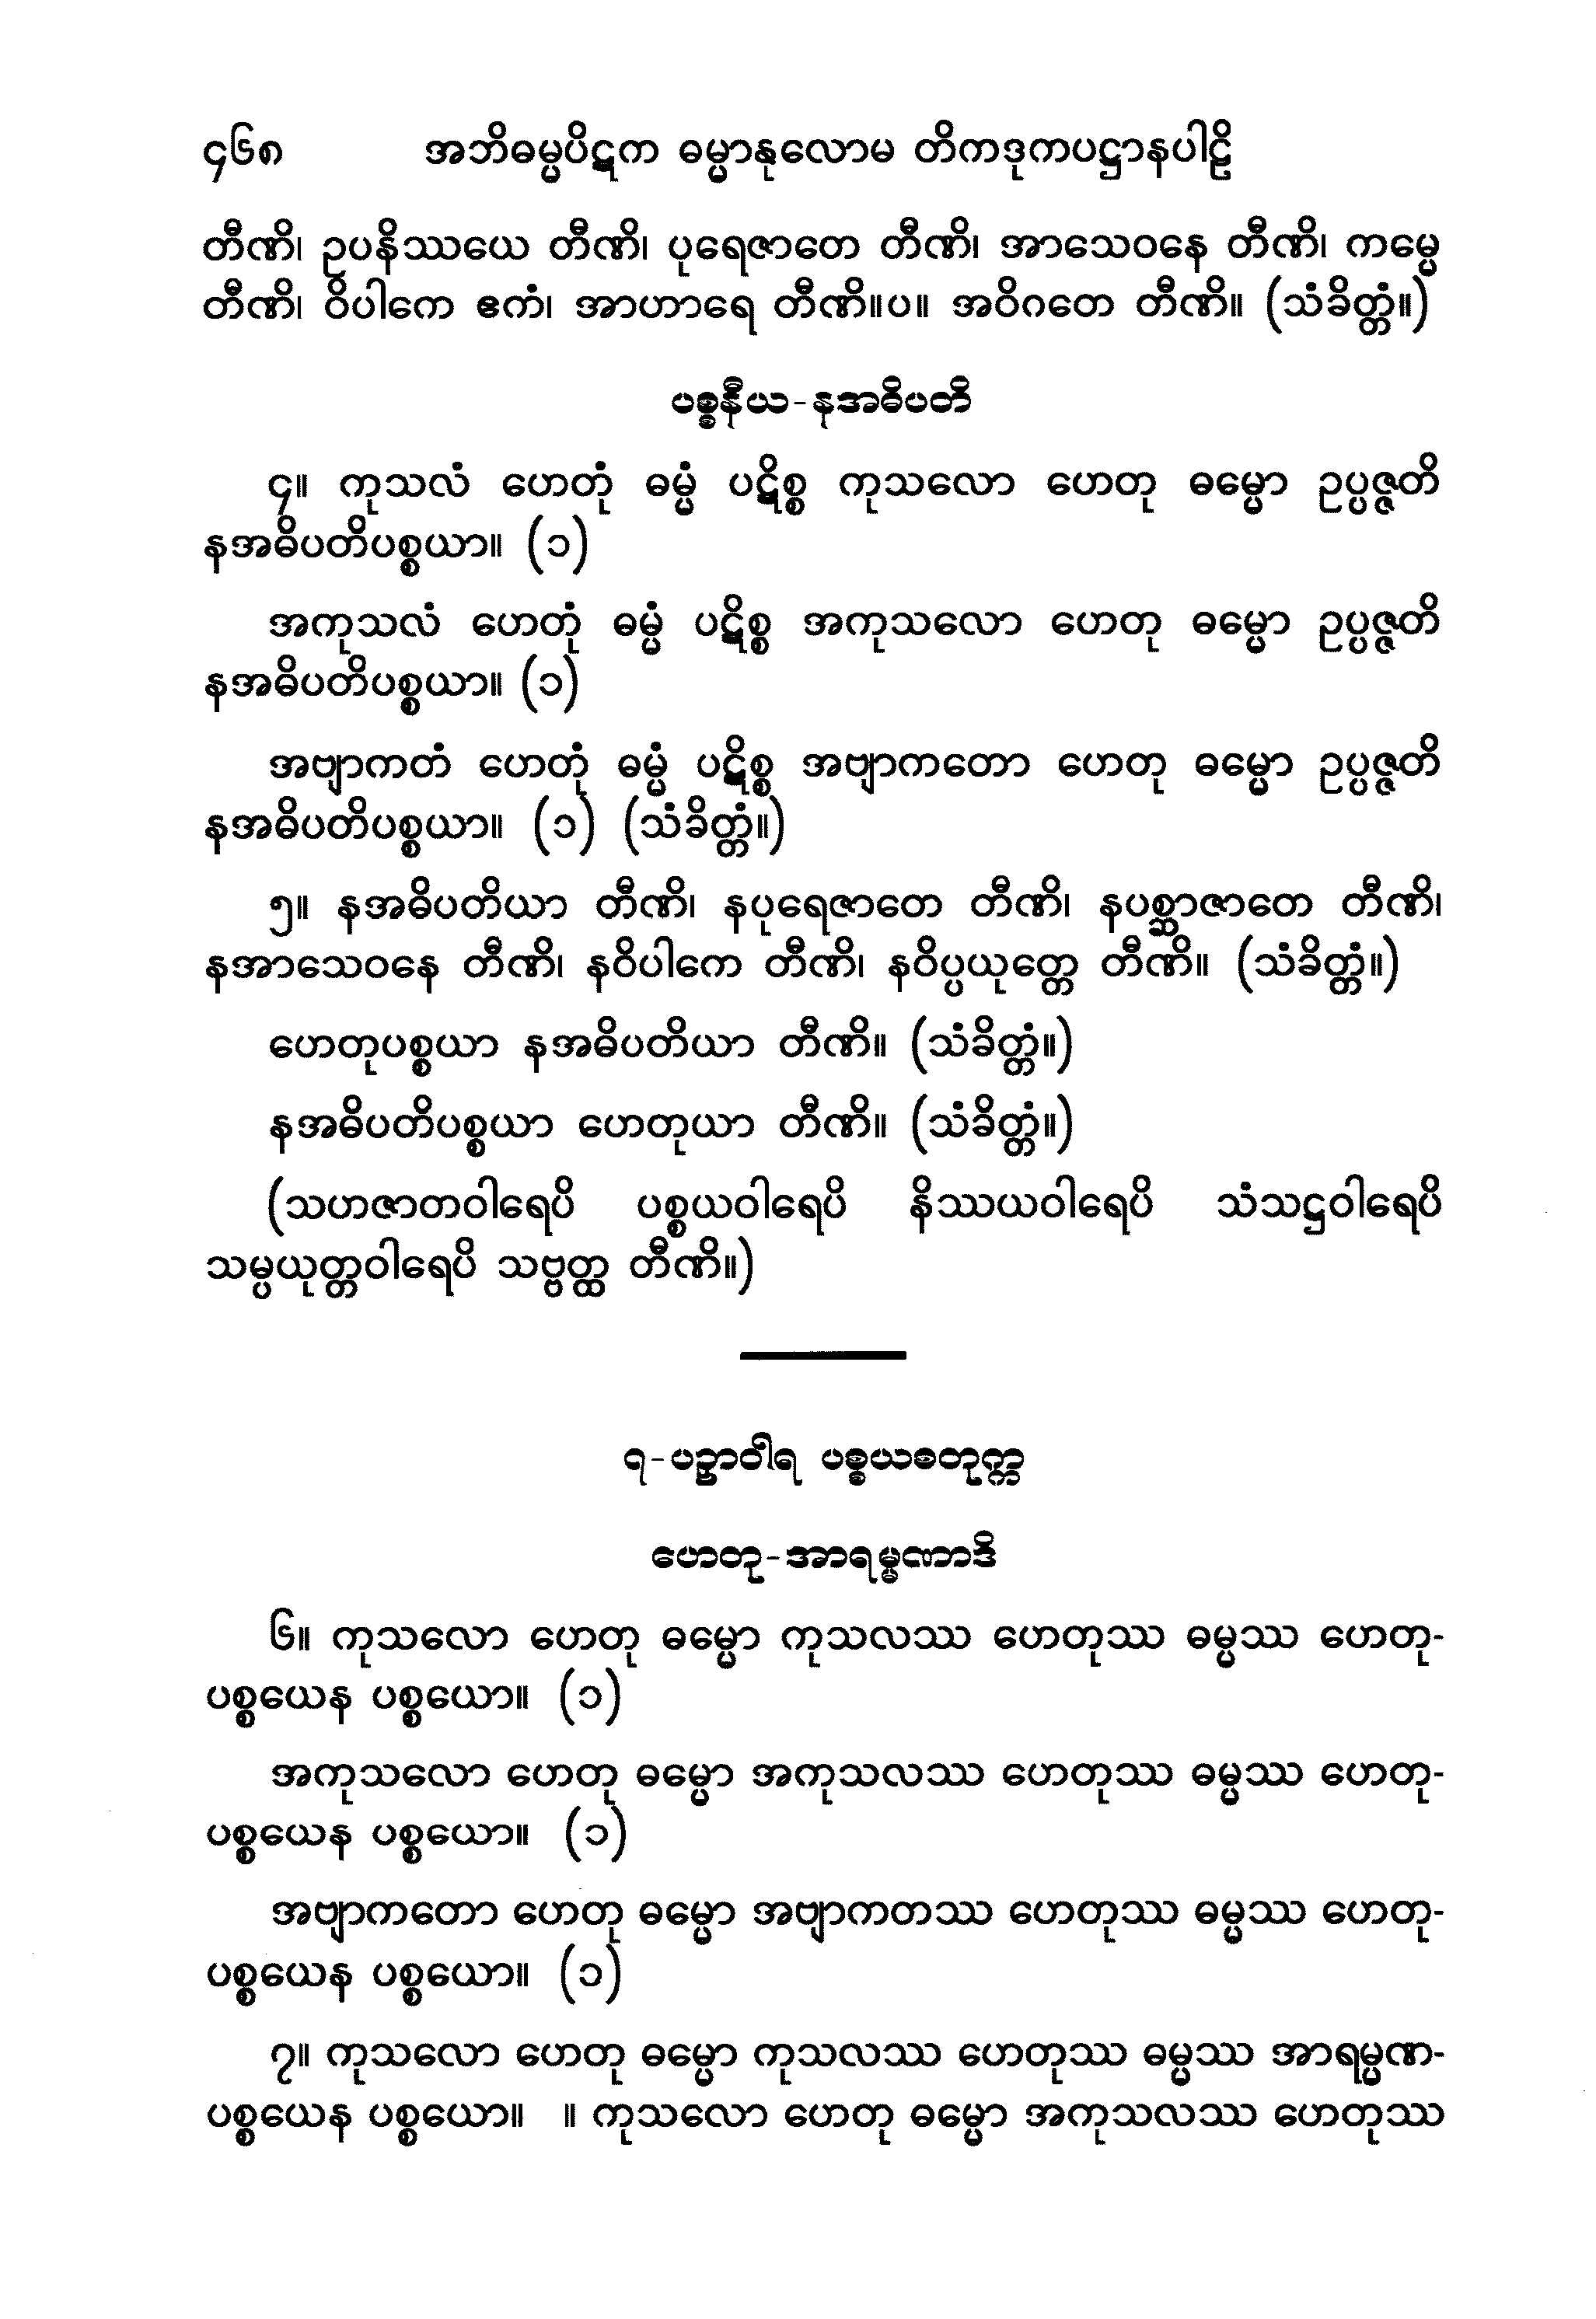 ၄၆၈ အဘိဓမ္မပိဋက ဓမ္မာနုလောမ တိကဒုကပဋ္ဌာနပါဠိ
တီဏိ၊ ဥပနိဿယေ တီဏိ၊ ပုရေဇာတေ တီဏိ၊ အာသေဝနေ တီဏိ၊ ကမ္မေ
တီဏိ၊ ဝိပါကေ ဧကံ၊ အာဟာရေ တီဏိ။ပ။ အဝိဂတေ တီဏိ။ (သံခိတ္တံ။)
ပစ္စနီယ-နအဓိပတိ
၄။ ကုသလံ ဟေတုံ ဓမ္မံ ပဋိစ္စ ကုသလော ဟေတု ဓမ္မော ဥပ္ပဇ္ဇတိ
နအဓိပတိပစ္စယာ။ (၁)
အကုသလံ ဟေတုံ ဓမ္မံ ပဋိစ္စ အကုသလော ဟေတု ဓမ္မော ဥပ္ပဇ္ဇတိ
နအဓိပတိပစ္စယာ။ (၁)
အဗျာကတံ ဟေတုံ ဓမ္မံ ပဋိစ္စ အဗျာကတော ဟေတု ဓမ္မော ဥပ္ပဇ္ဇတိ
နအဓိပတိပစ္စယာ။ (၁) (သံခိတ္တံ။)
၅။ နအဓိပတိယာ တီဏိ၊ နပုရေဇာတေ တီဏိ၊ နပစ္ဆာဇာတေ တီဏိ၊
နအာသေဝနေ တီဏိ၊ နဝိပါကေ တီဏိ၊ နဝိပ္ပယုတ္တေ တီဏိ။ (သံခိတ္တံ။)
ဟေတုပစ္စယာ နအဓိပတိယာ တီဏိ။ (သံခိတ္တံ။)
နအဓိပတိပစ္စယာ ဟေတုယာ တီဏိ။ (သံခိတ္တံ။)
(သဟဇာတဝါရေပိ ပစ္စယဝါရေပိ နိဿယဝါရေပိ သံသဋ္ဌဝါရေပိ
သမ္ပယုတ္တဝါရေပိ သဗ္ဗတ္ထ တီဏိ။)
၇-ပဉှာဝါရ ပစ္စယစတုက္က
ဟေတု-အာရမ္မဏာဒိ
၆။ ကုသလော ဟေတု ဓမ္မော ကုသလဿ ဟေတုဿ ဓမ္မဿ ဟေတု-
ပစ္စယေန ပစ္စယော။ (၁)
အကုသလော ဟေတု ဓမ္မော အကုသလဿ ဟေတုဿ ဓမ္မဿ ဟေတု-
ပစ္စယေန ပစ္စယော။ (၁)
အဗျာကတော ဟေတု ဓမ္မော အဗျာကတဿ ဟေတုဿ ဓမ္မဿ ဟေတု-
ပစ္စယေန ပစ္စယော။ (၁)
၇။ ကုသလော ဟေတု ဓမ္မော ကုသလဿ ဟေတုဿ ဓမ္မဿ အာရမ္မဏ-
ပစ္စယေန ပစ္စယော။ ။ ကုသလော ဟေတု ဓမ္မော အကုသလဿ ဟေတုဿ